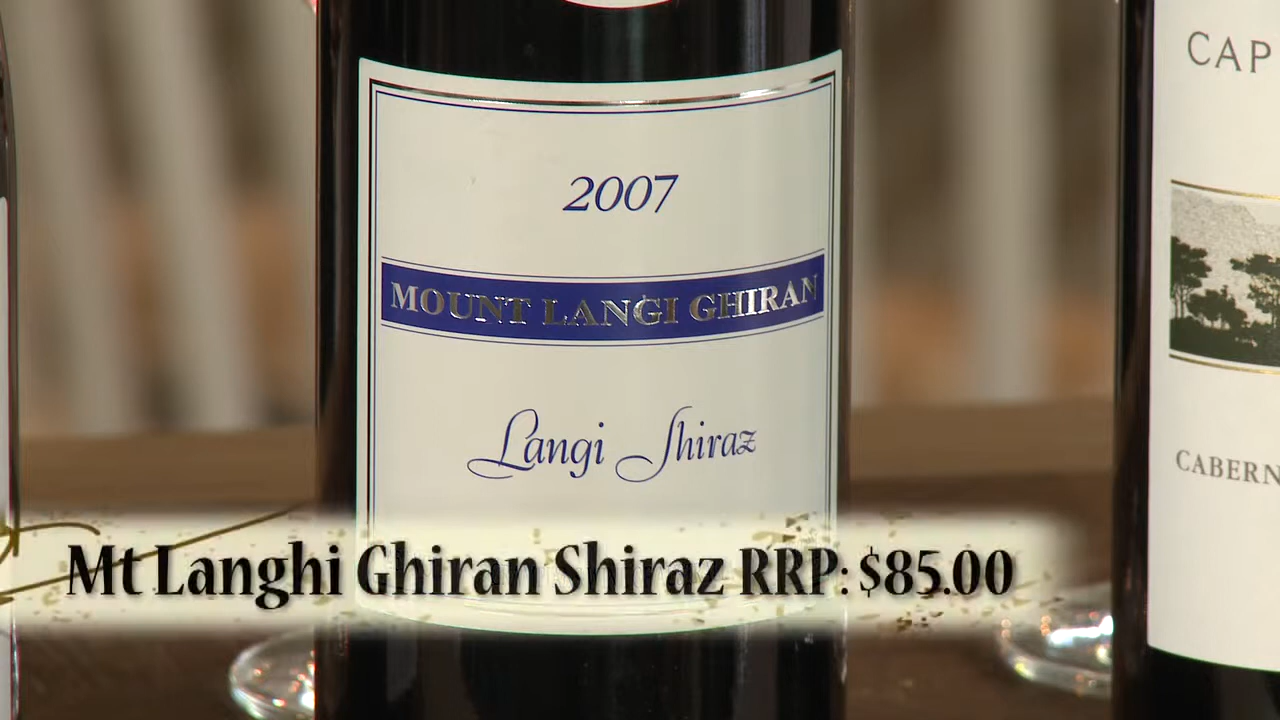 2007
MOUNT LANGI GHIRAN
Langi Shiraz
Mt Langhi Ghiran Shiraz RRP: $85.00
CAP
CABERN